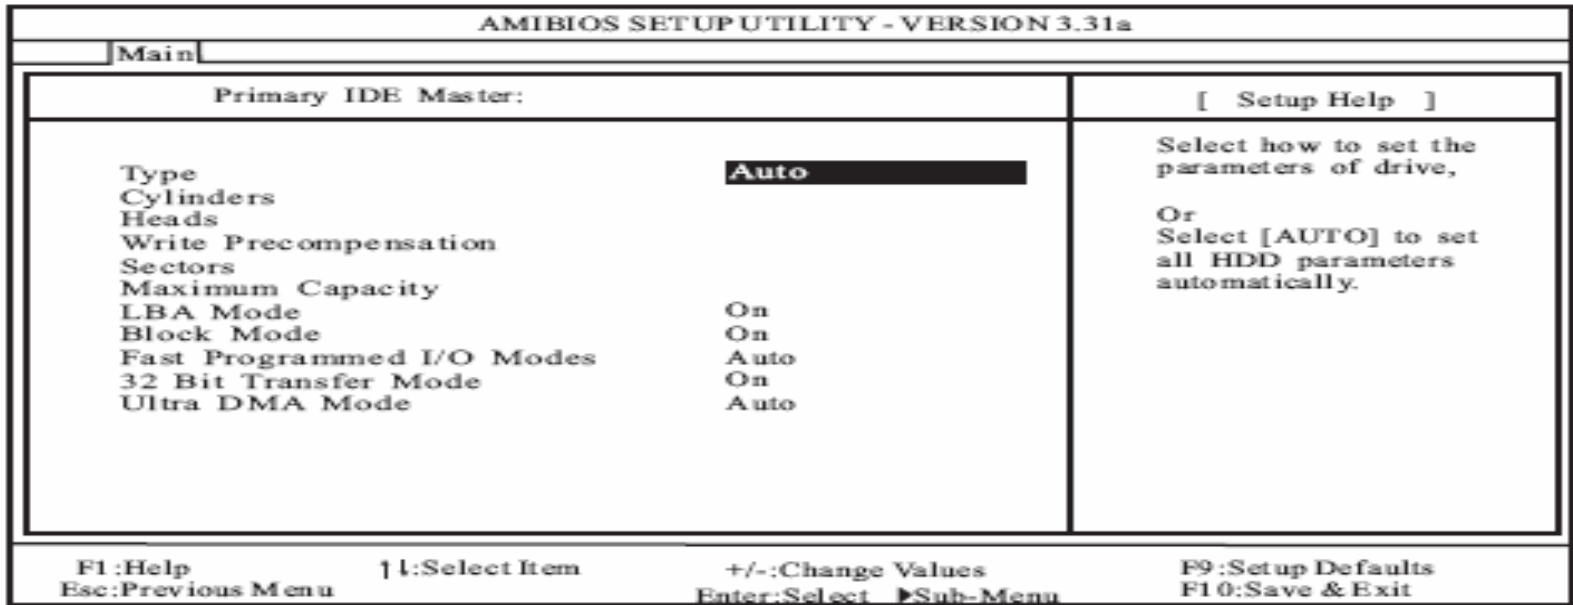 AMIBIOS SETUP UTILITY - VERSION 3.31a
Main
Primary IDE Master:
[ Setup Help ]
Type Auto
Cylinders
Heads
Write Precompensation
Sectors
Maximum Capacity
LBA Mode On
Block Mode On
Fast Programmed I/O Modes Auto
32 Bit Transfer Mode On
Ultra DMA Mode Auto
Select how to set the
parameters of drive,
Or
Select [AUTO] to set
all HDD parameters
automatically.
F1:Help ↑↓:Select Item +/-:Change Values F9:Setup Defaults
Esc:Previous Menu Enter:Select ▶Sub-Menu F10:Save & Exit